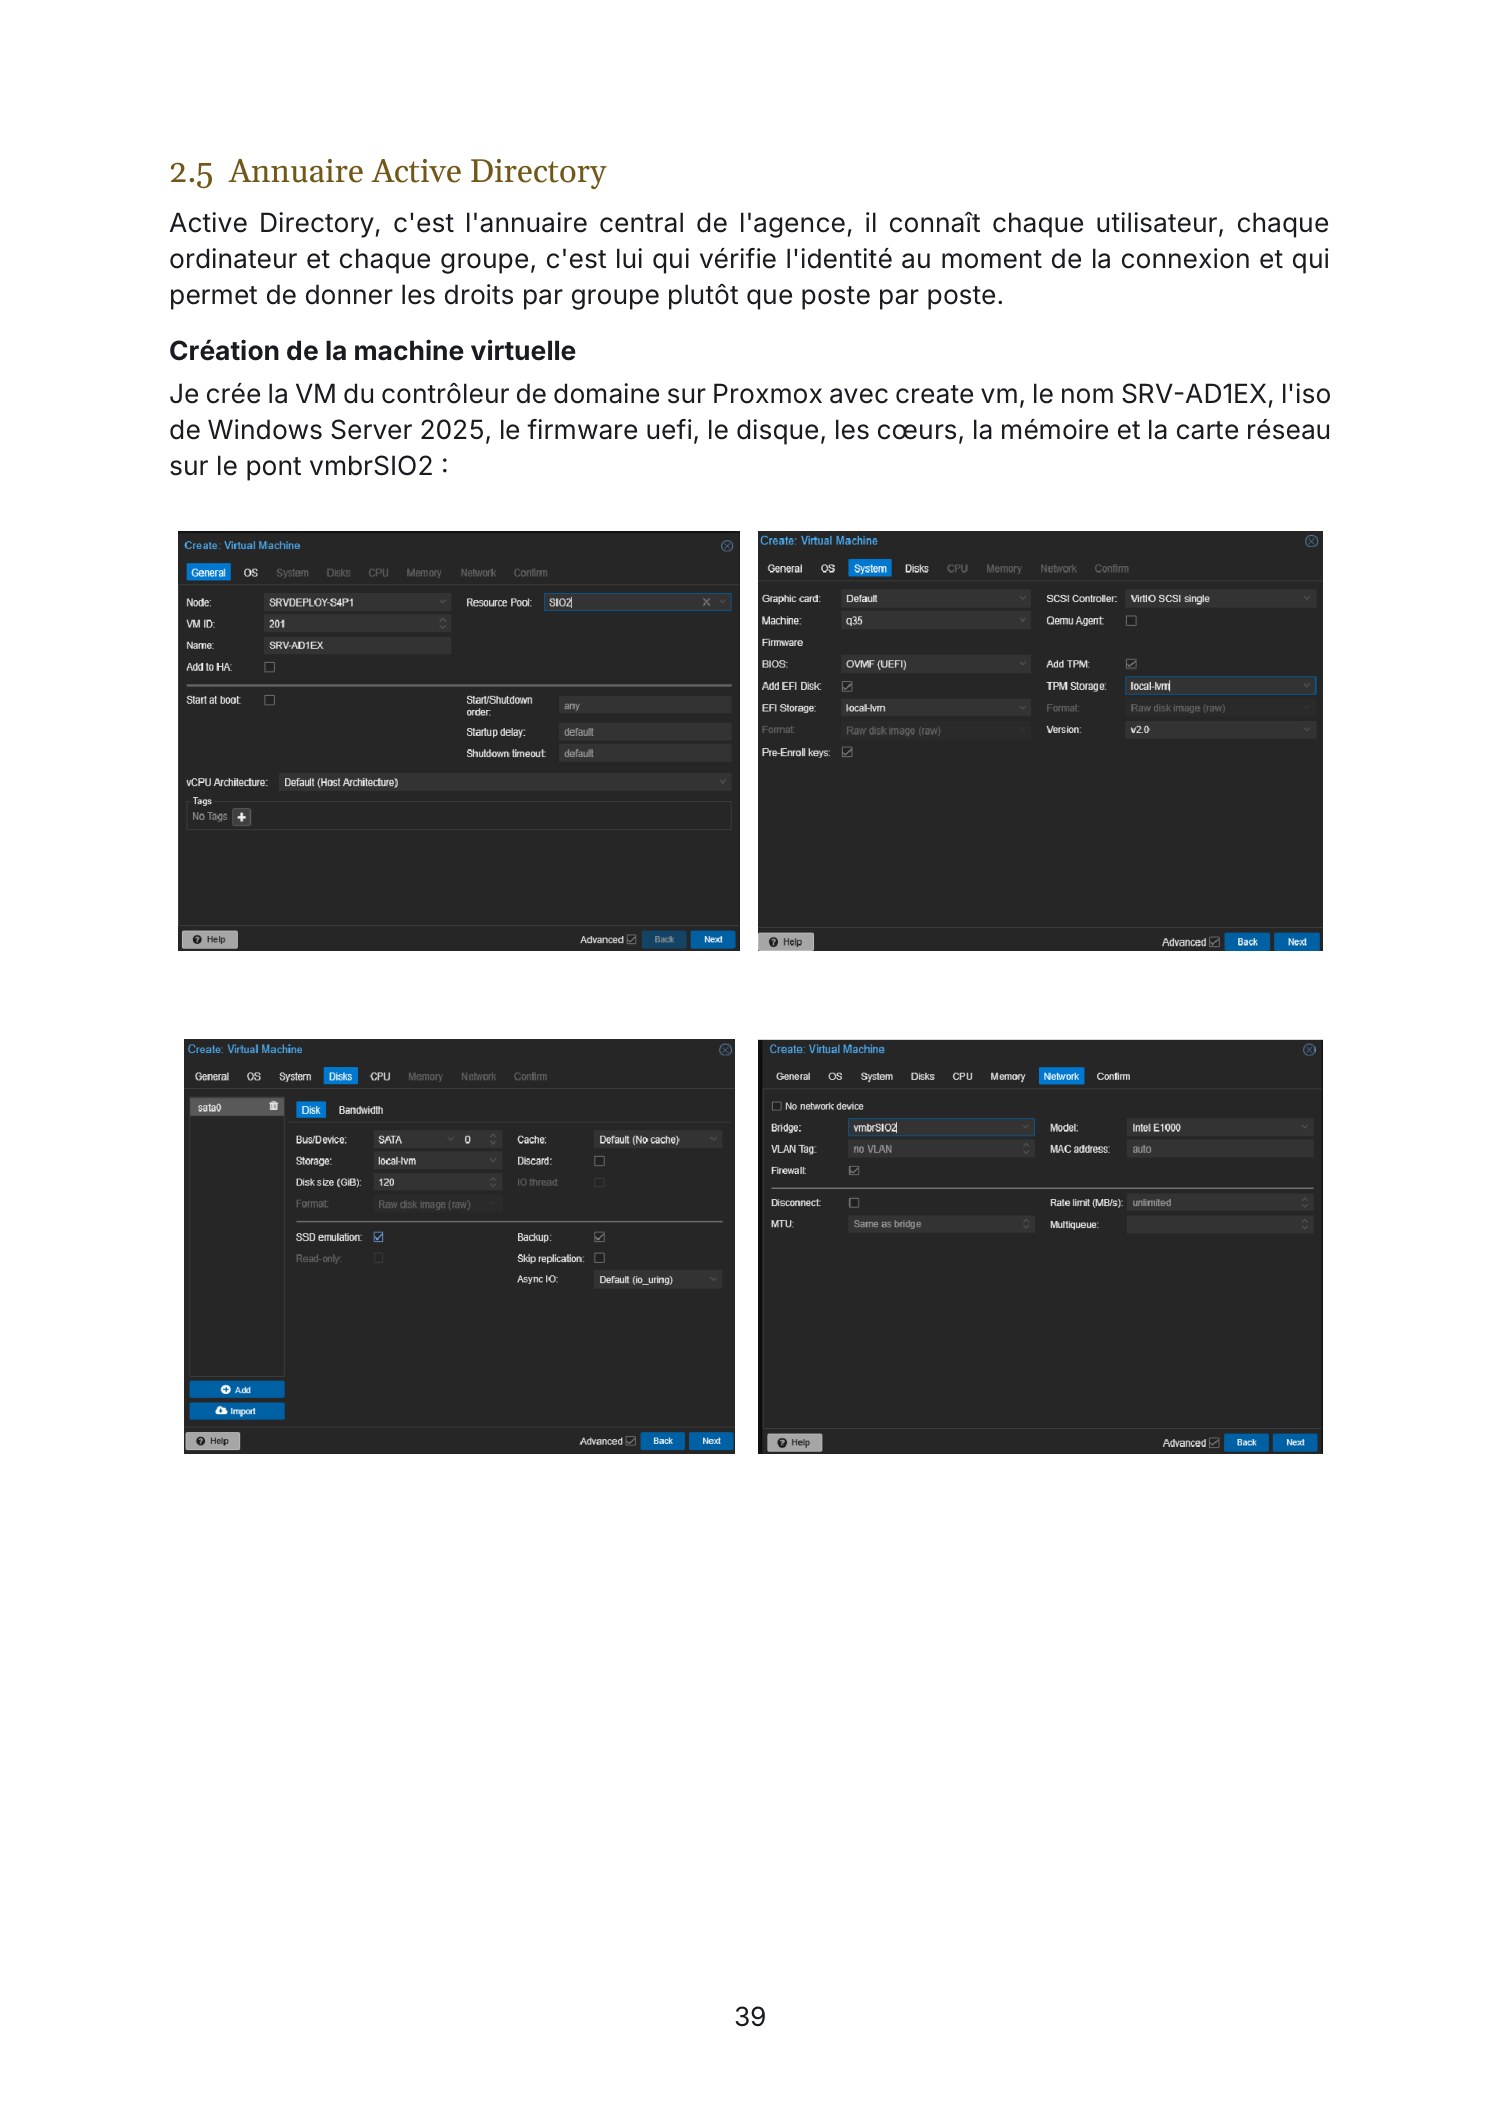 2.5 Annuaire Active Directory
Active Directory, c'est l'annuaire central de l'agence, il connaît chaque utilisateur, chaque
ordinateur et chaque groupe, c'est lui qui vérifie l'identité au moment de la connexion et qui
permet de donner les droits par groupe plutôt que poste par poste.
Création de la machine virtuelle
Je crée la VM du contrôleur de domaine sur Proxmox avec create vm, le nom SRV-AD1EX, l'iso
de Windows Server 2025, le firmware uefi, le disque, les cœurs, la mémoire et la carte réseau
sur le pont vmbrSIO2 :
Create: Virtual Machine
General OS System Disks CPU Memory Network Confirm
Node: SRVDEPLOY-S4P1 Resource Pool: SIO2
VM ID: 201
Name: SRV-AD1EX
Add to HA:
Start at boot: Start/Shutdown order: any
Startup delay: default
Shutdown timeout: default
vCPU Architecture: Default (Host Architecture)
Tags
No Tags
Help Advanced Back Next
Create: Virtual Machine
General OS System Disks CPU Memory Network Confirm
Graphic card: Default SCSI Controller: VirtIO SCSI single
Machine: q35 Qemu Agent:
Firmware
BIOS: OVMF (UEFI) Add TPM:
Add EFI Disk: TPM Storage: local-lvm
EFI Storage: local-lvm Format: Raw disk image (raw)
Format: Raw disk image (raw) Version: v2.0
Pre-Enroll keys:
Help Advanced Back Next
Create: Virtual Machine
General OS System Disks CPU Memory Network Confirm
sata0 Disk Bandwidth
Bus/Device: SATA 0 Cache: Default (No cache)
Storage: local-lvm Discard:
Disk size (GiB): 120 IO thread:
Format: Raw disk image (raw)
SSD emulation: Backup:
Read-only: Skip replication:
Async IO: Default (io_uring)
Add
Import
Help Advanced Back Next
Create: Virtual Machine
General OS System Disks CPU Memory Network Confirm
No network device
Bridge: vmbrSIO2 Model: Intel E1000
VLAN Tag: no VLAN MAC address: auto
Firewall:
Disconnect: Rate limit (MB/s): unlimited
MTU: Same as bridge Multiqueue:
Help Advanced Back Next
39